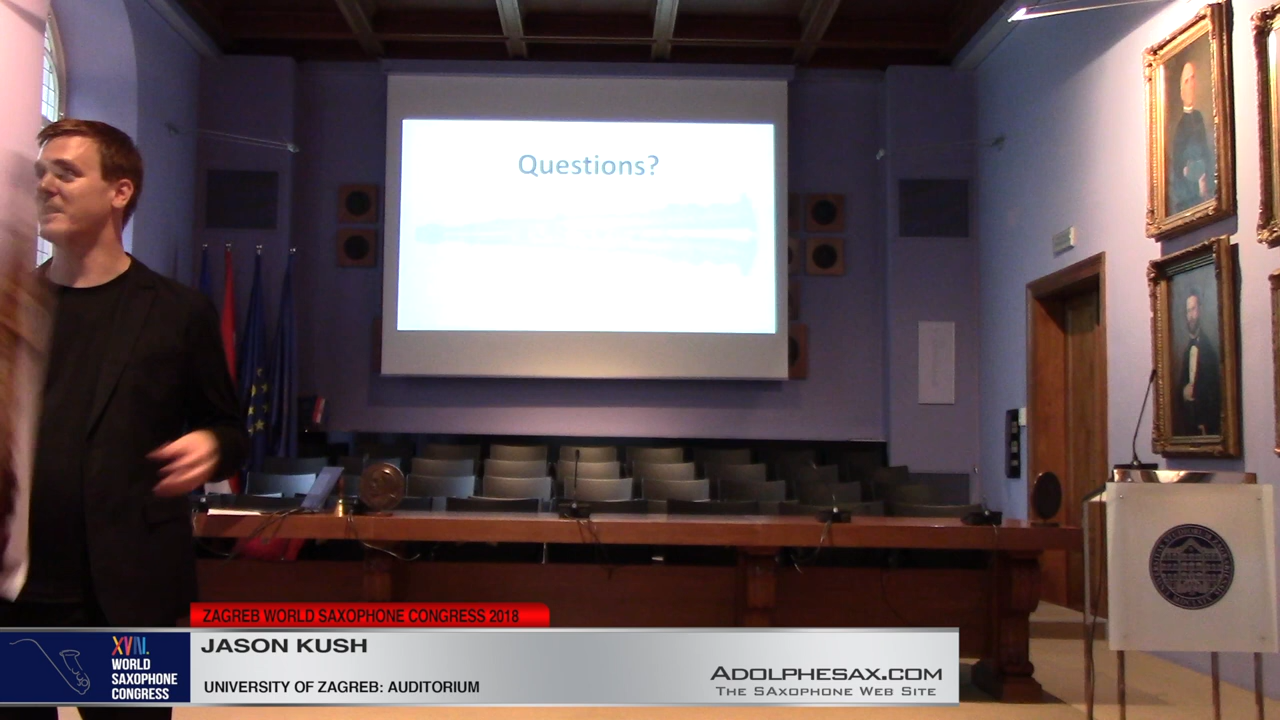 Questions?
ZAGREB WORLD SAXOPHONE CONGRESS 2018
JASON KUSH
XVIII.
WORLD
SAXOPHONE
CONGRESS
UNIVERSITY OF ZAGREB: AUDITORIUM
ADOLPHESAX.COM
THE SAXOPHONE WEB SITE